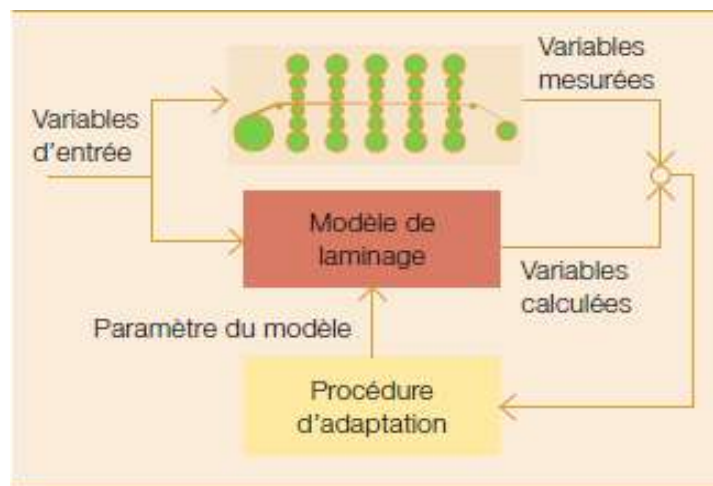 Variables
mesurées
Variables
d'entrée
Modèle de
laminage
Variables
calculées
Paramètre du modèle
Procédure
d'adaptation